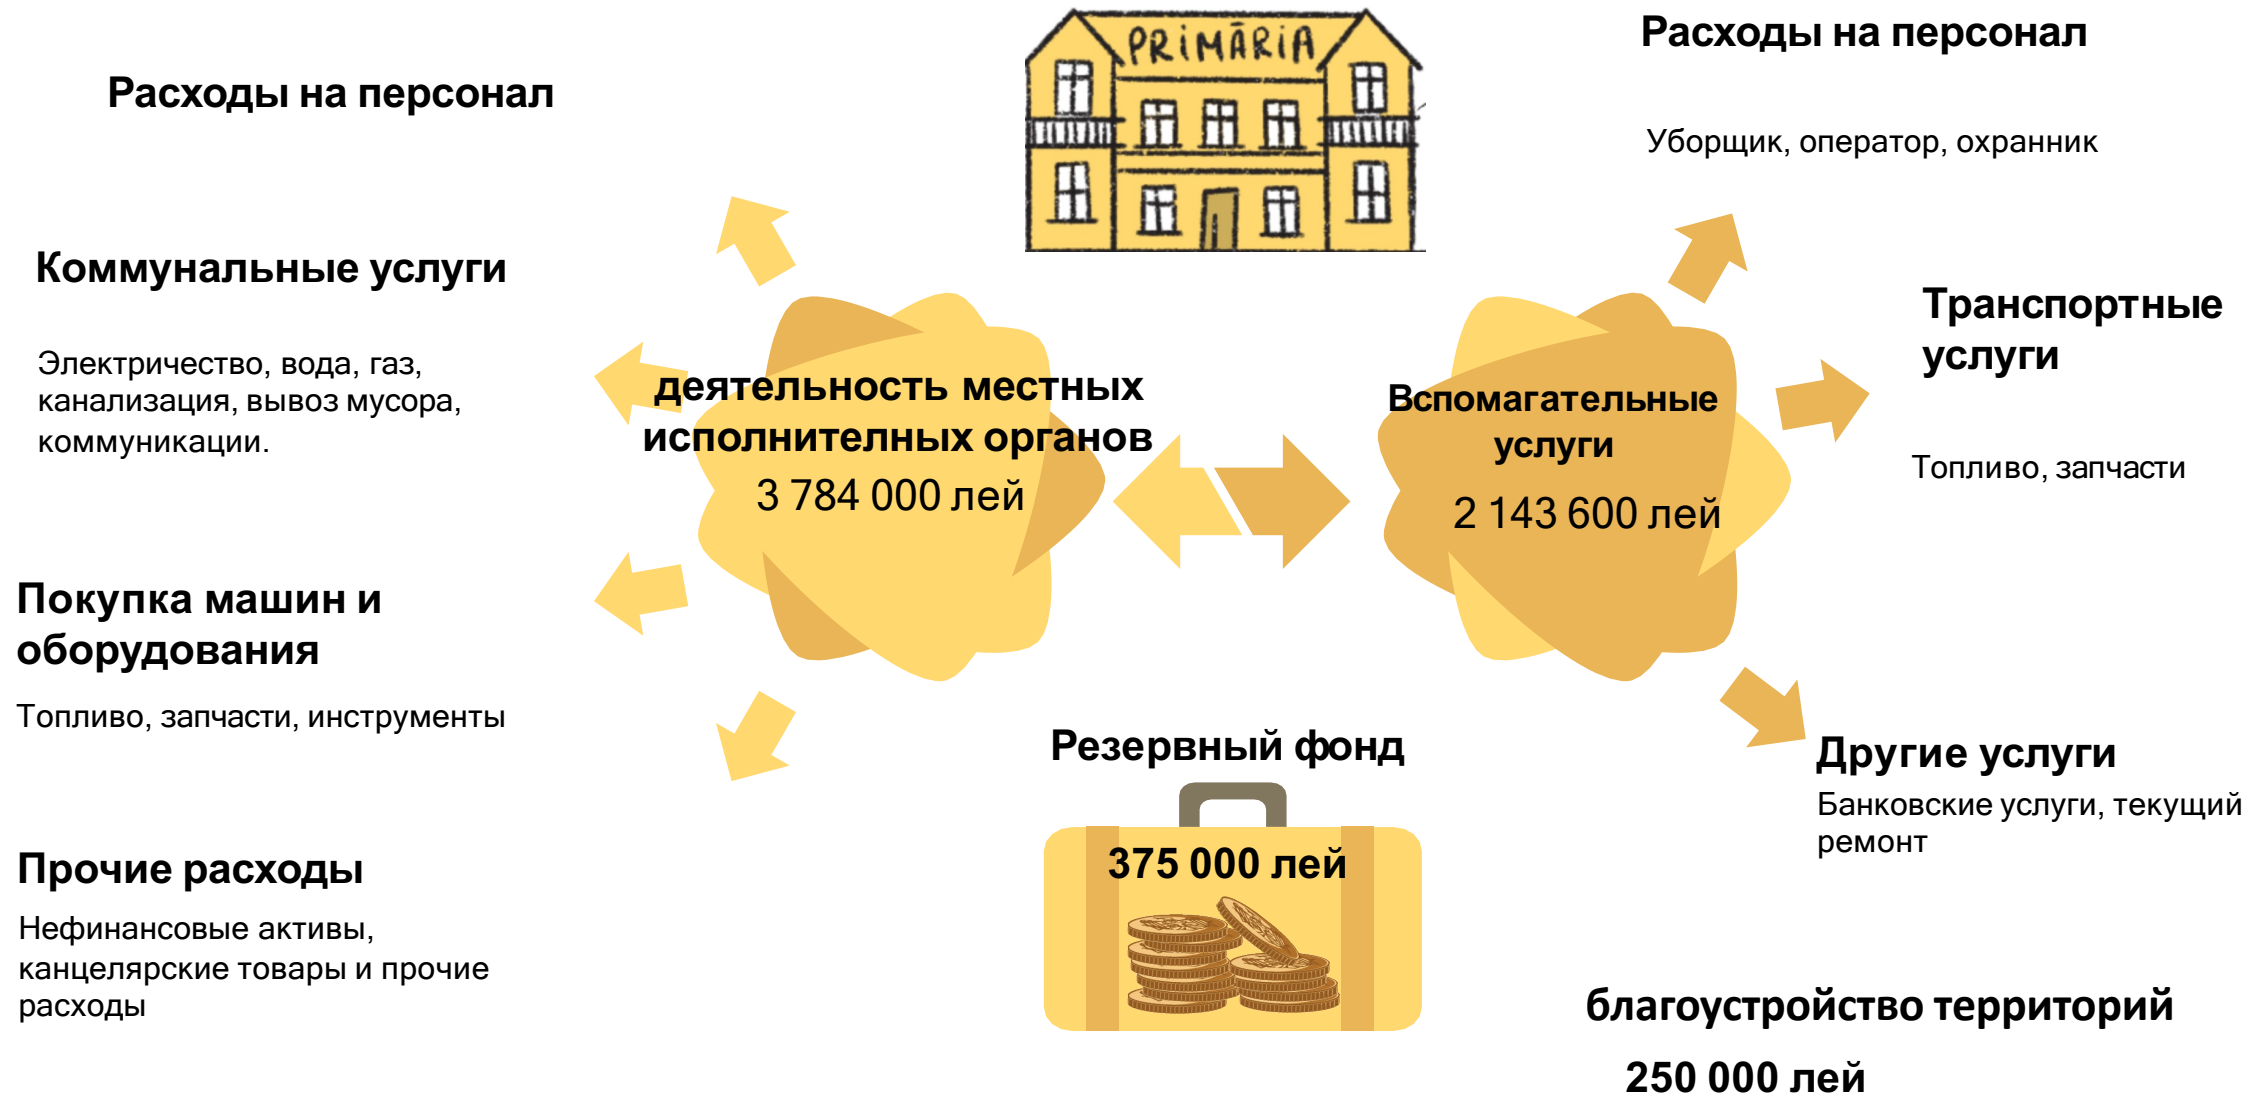 PRIMĂRIA
Расходы на персонал
Коммунальные услуги
Электричество, вода, газ,
канализация, вывоз мусора,
коммуникации.
Покупка машин и
оборудования
Топливо, запчасти, инструменты
Прочие расходы
Нефинансовые активы,
канцелярские товары и прочие
расходы
деятельность местных
исполнителных органов
3 784 000 лей
Резервный фонд
375 000 лей
Вспомагательные
услуги
2 143 600 лей
Расходы на персонал
Уборщик, оператор, охранник
Транспортные
услуги
Топливо, запчасти
Другие услуги
Банковские услуги, текущий
ремонт
благоустройство территорий
250 000 лей